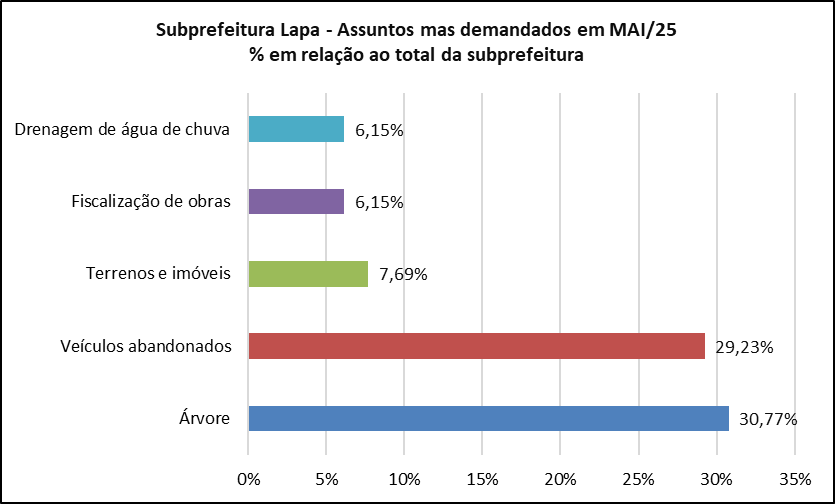 Subprefeitura Lapa - Assuntos mas demandados em MAI/25
% em relação ao total da subprefeitura
Drenagem de água de chuva 6,15%
Fiscalização de obras 6,15%
Terrenos e imóveis 7,69%
Veículos abandonados 29,23%
Árvore 30,77%
0% 5% 10% 15% 20% 25% 30% 35%